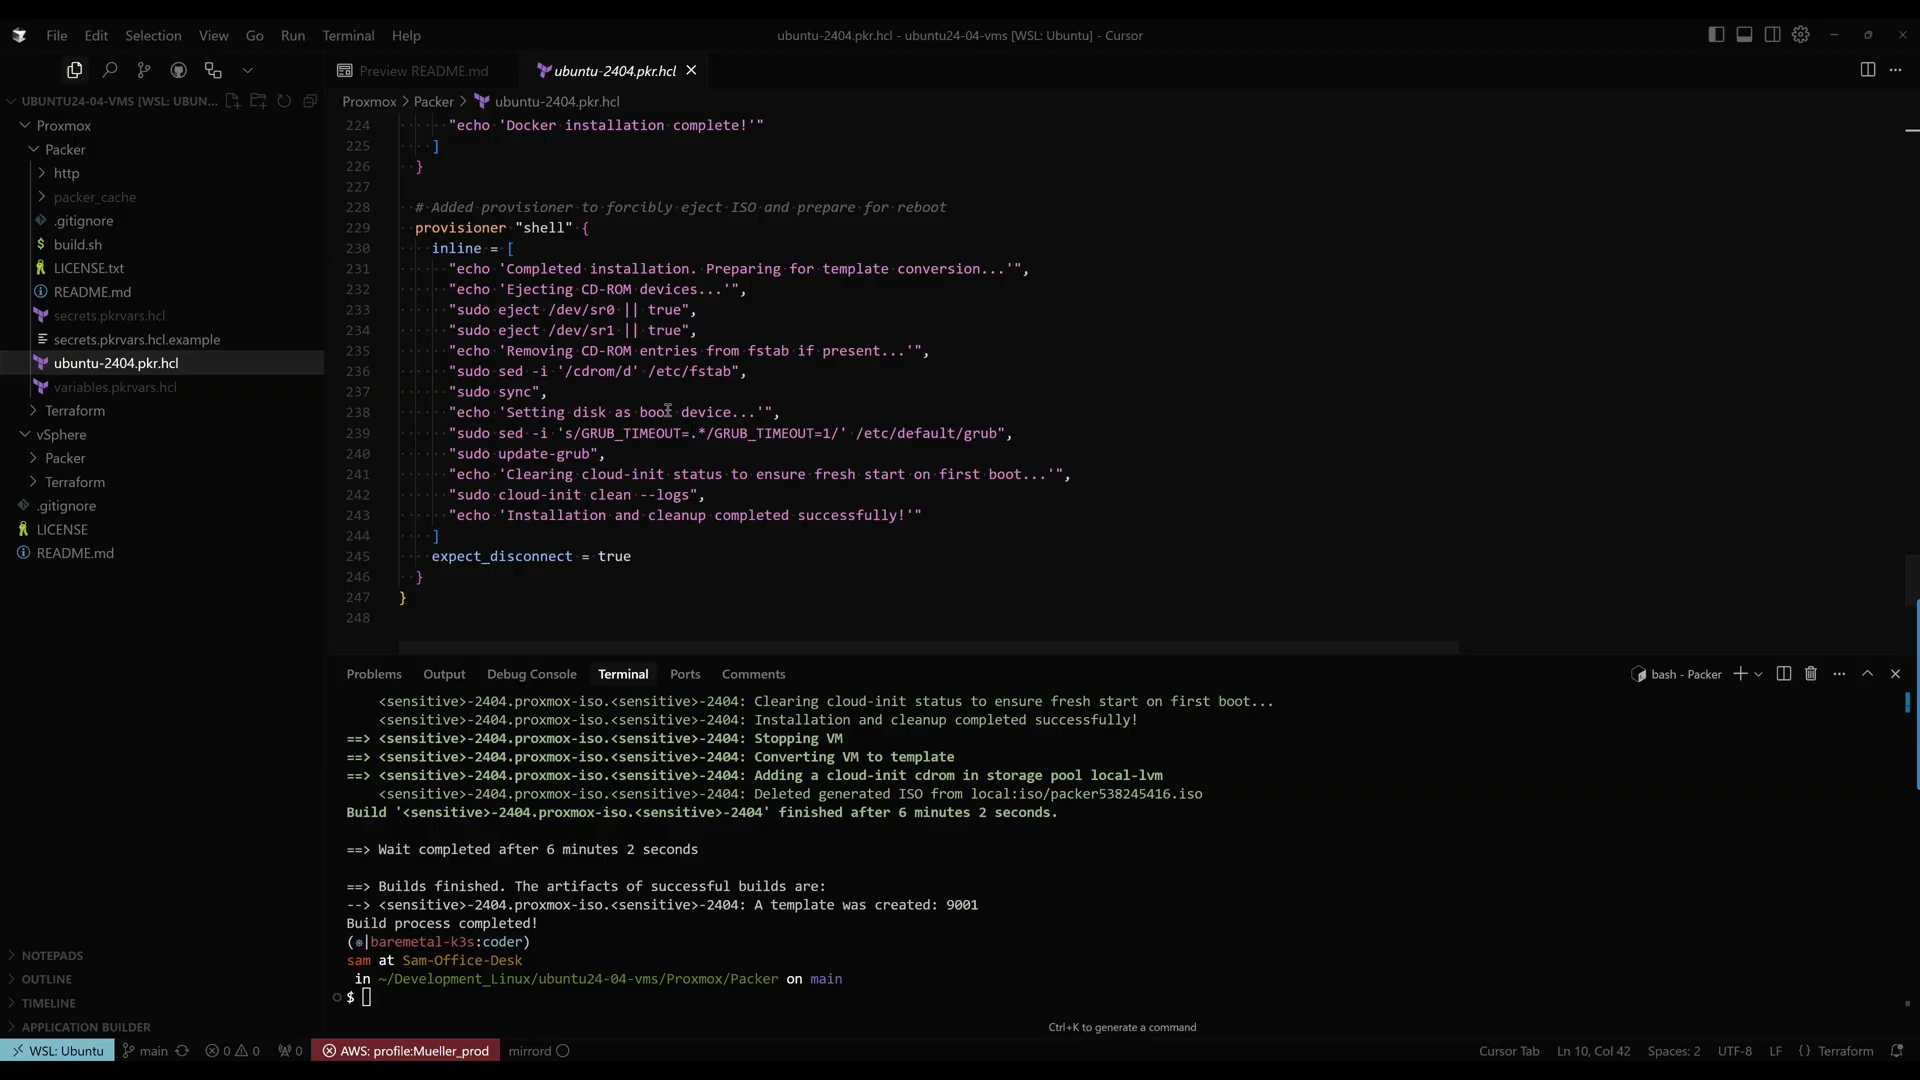 File Edit Selection View Go Run Terminal Help
ubuntu-2404.pkr.hcl - ubuntu24-04-vms [WSL: Ubuntu] - Cursor
Preview README.md
ubuntu-2404.pkr.hcl
UBUNTU24-04-VMS [WSL: UBUN...
Proxmox > Packer > ubuntu-2404.pkr.hcl
Proxmox
Packer
http
packer_cache
.gitignore
build.sh
LICENSE.txt
README.md
secrets.pkrvars.hcl
secrets.pkrvars.hcl.example
ubuntu-2404.pkr.hcl
variables.pkrvars.hcl
Terraform
vSphere
Packer
Terraform
.gitignore
LICENSE
README.md
NOTEPADS
OUTLINE
TIMELINE
APPLICATION BUILDER
224 "echo 'Docker installation complete!'"
225 ]
226 }
227
228 # Added provisioner to forcibly eject ISO and prepare for reboot
229 provisioner "shell" {
230 inline = [
231 "echo 'Completed installation. Preparing for template conversion...'",
232 "echo 'Ejecting CD-ROM devices...'",
233 "sudo eject /dev/sr0 || true",
234 "sudo eject /dev/sr1 || true",
235 "echo 'Removing CD-ROM entries from fstab if present...'",
236 "sudo sed -i '/cdrom/d' /etc/fstab",
237 "sudo sync",
238 "echo 'Setting disk as boot device...'",
239 "sudo sed -i 's/GRUB_TIMEOUT=.*/GRUB_TIMEOUT=1/' /etc/default/grub",
240 "sudo update-grub",
241 "echo 'Clearing cloud-init status to ensure fresh start on first boot...'",
242 "sudo cloud-init clean --logs",
243 "echo 'Installation and cleanup completed successfully!'"
244 ]
245 expect_disconnect = true
246 }
247 }
248
Problems Output Debug Console Terminal Ports Comments
bash - Packer
<sensitive>-2404.proxmox-iso.<sensitive>-2404: Clearing cloud-init status to ensure fresh start on first boot...
<sensitive>-2404.proxmox-iso.<sensitive>-2404: Installation and cleanup completed successfully!
==> <sensitive>-2404.proxmox-iso.<sensitive>-2404: Stopping VM
==> <sensitive>-2404.proxmox-iso.<sensitive>-2404: Converting VM to template
==> <sensitive>-2404.proxmox-iso.<sensitive>-2404: Adding a cloud-init cdrom in storage pool local-lvm
<sensitive>-2404.proxmox-iso.<sensitive>-2404: Deleted generated ISO from local:iso/packer538245416.iso
Build '<sensitive>-2404.proxmox-iso.<sensitive>-2404' finished after 6 minutes 2 seconds.
==> Wait completed after 6 minutes 2 seconds
==> Builds finished. The artifacts of successful builds are:
--> <sensitive>-2404.proxmox-iso.<sensitive>-2404: A template was created: 9001
Build process completed!
(⎈|baremetal-k3s:coder)
sam at Sam-Office-Desk
in ~/Development_Linux/ubuntu24-04-vms/Proxmox/Packer on main
$
Ctrl+K to generate a command
WSL: Ubuntu main 0 0 0 AWS: profile:Mueller_prod mirrord
Cursor Tab Ln 10, Col 42 Spaces: 2 UTF-8 LF {} Terraform